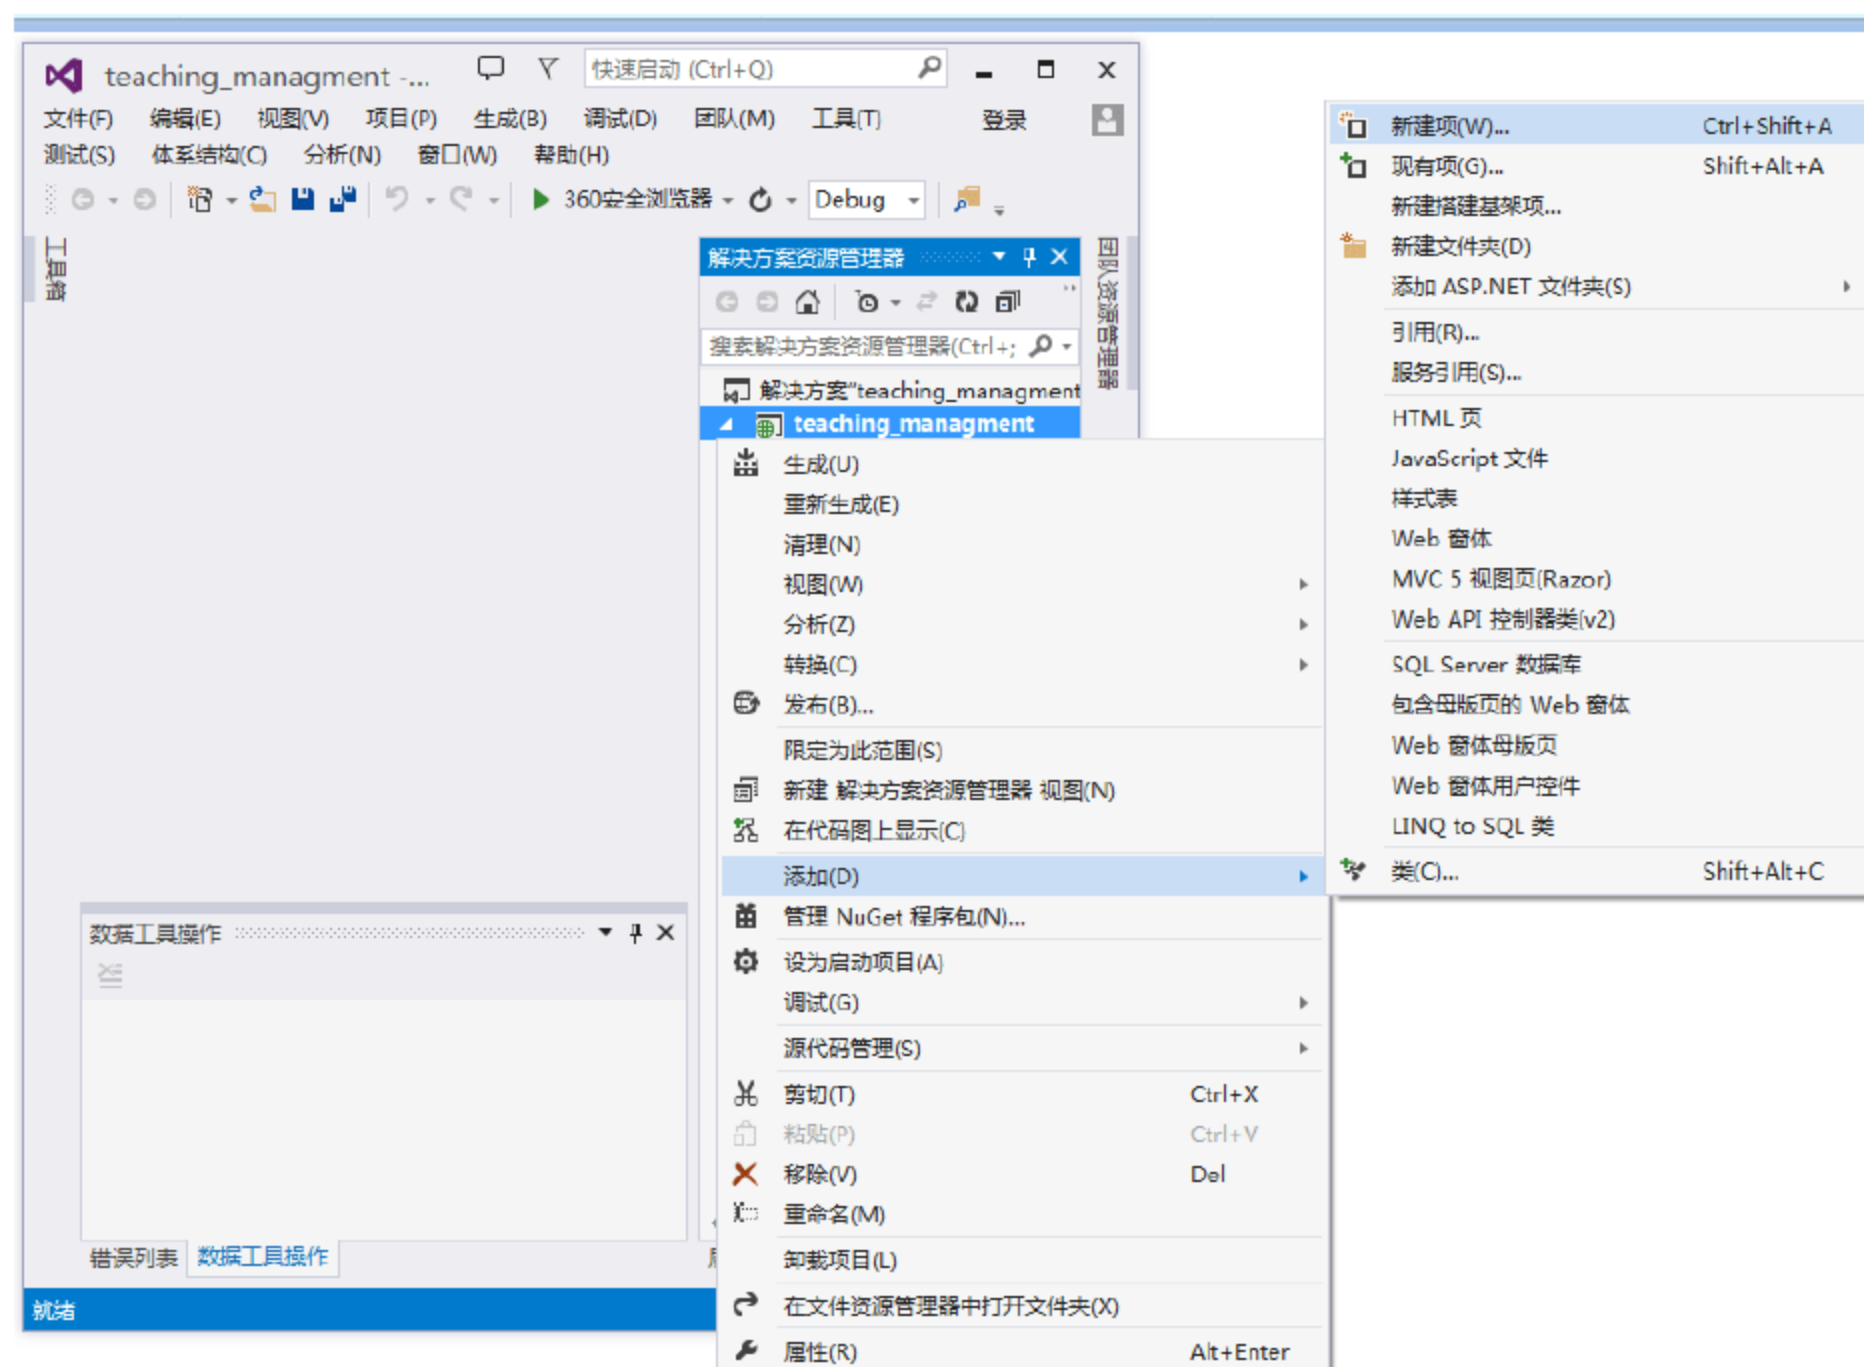 teaching_managment -...
快速启动 (Ctrl+Q)
文件(F) 编辑(E) 视图(V) 项目(P) 生成(B) 调试(D) 团队(M) 工具(T) 登录
测试(S) 体系结构(C) 分析(N) 窗口(W) 帮助(H)
360安全浏览器 Debug
工具箱
解决方案资源管理器
搜索解决方案资源管理器(Ctrl+;
解决方案"teaching_managment
teaching_managment
团队资源管理器
生成(U)
重新生成(E)
清理(N)
视图(W)
分析(Z)
转换(C)
发布(B)...
限定为此范围(S)
新建 解决方案资源管理器 视图(N)
在代码图上显示(C)
添加(D)
管理 NuGet 程序包(N)...
设为启动项目(A)
调试(G)
源代码管理(S)
剪切(T) Ctrl+X
粘贴(P) Ctrl+V
移除(V) Del
重命名(M)
卸载项目(L)
在文件资源管理器中打开文件夹(X)
属性(R) Alt+Enter
新建项(W)... Ctrl+Shift+A
现有项(G)... Shift+Alt+A
新建搭建基架项...
新建文件夹(D)
添加 ASP.NET 文件夹(S)
引用(R)...
服务引用(S)...
HTML 页
JavaScript 文件
样式表
Web 窗体
MVC 5 视图页(Razor)
Web API 控制器类(v2)
SQL Server 数据库
包含母版页的 Web 窗体
Web 窗体母版页
Web 窗体用户控件
LINQ to SQL 类
类(C)... Shift+Alt+C
数据工具操作
错误列表 数据工具操作
就绪